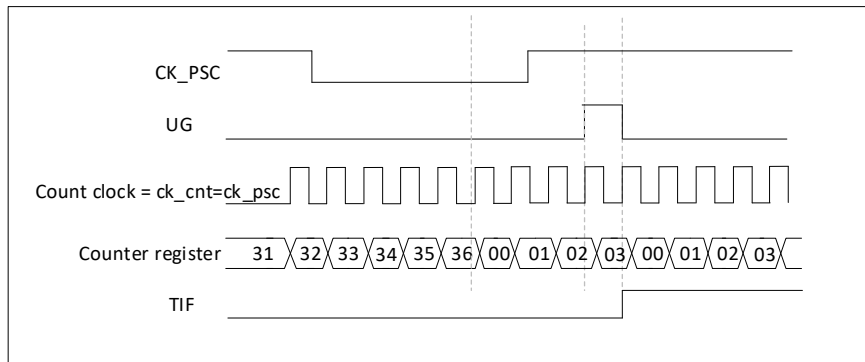 CK_PSC
UG
Count clock = ck_cnt=ck_psc
Counter register 31 32 33 34 35 36 00 01 02 03 00 01 02 03
TIF